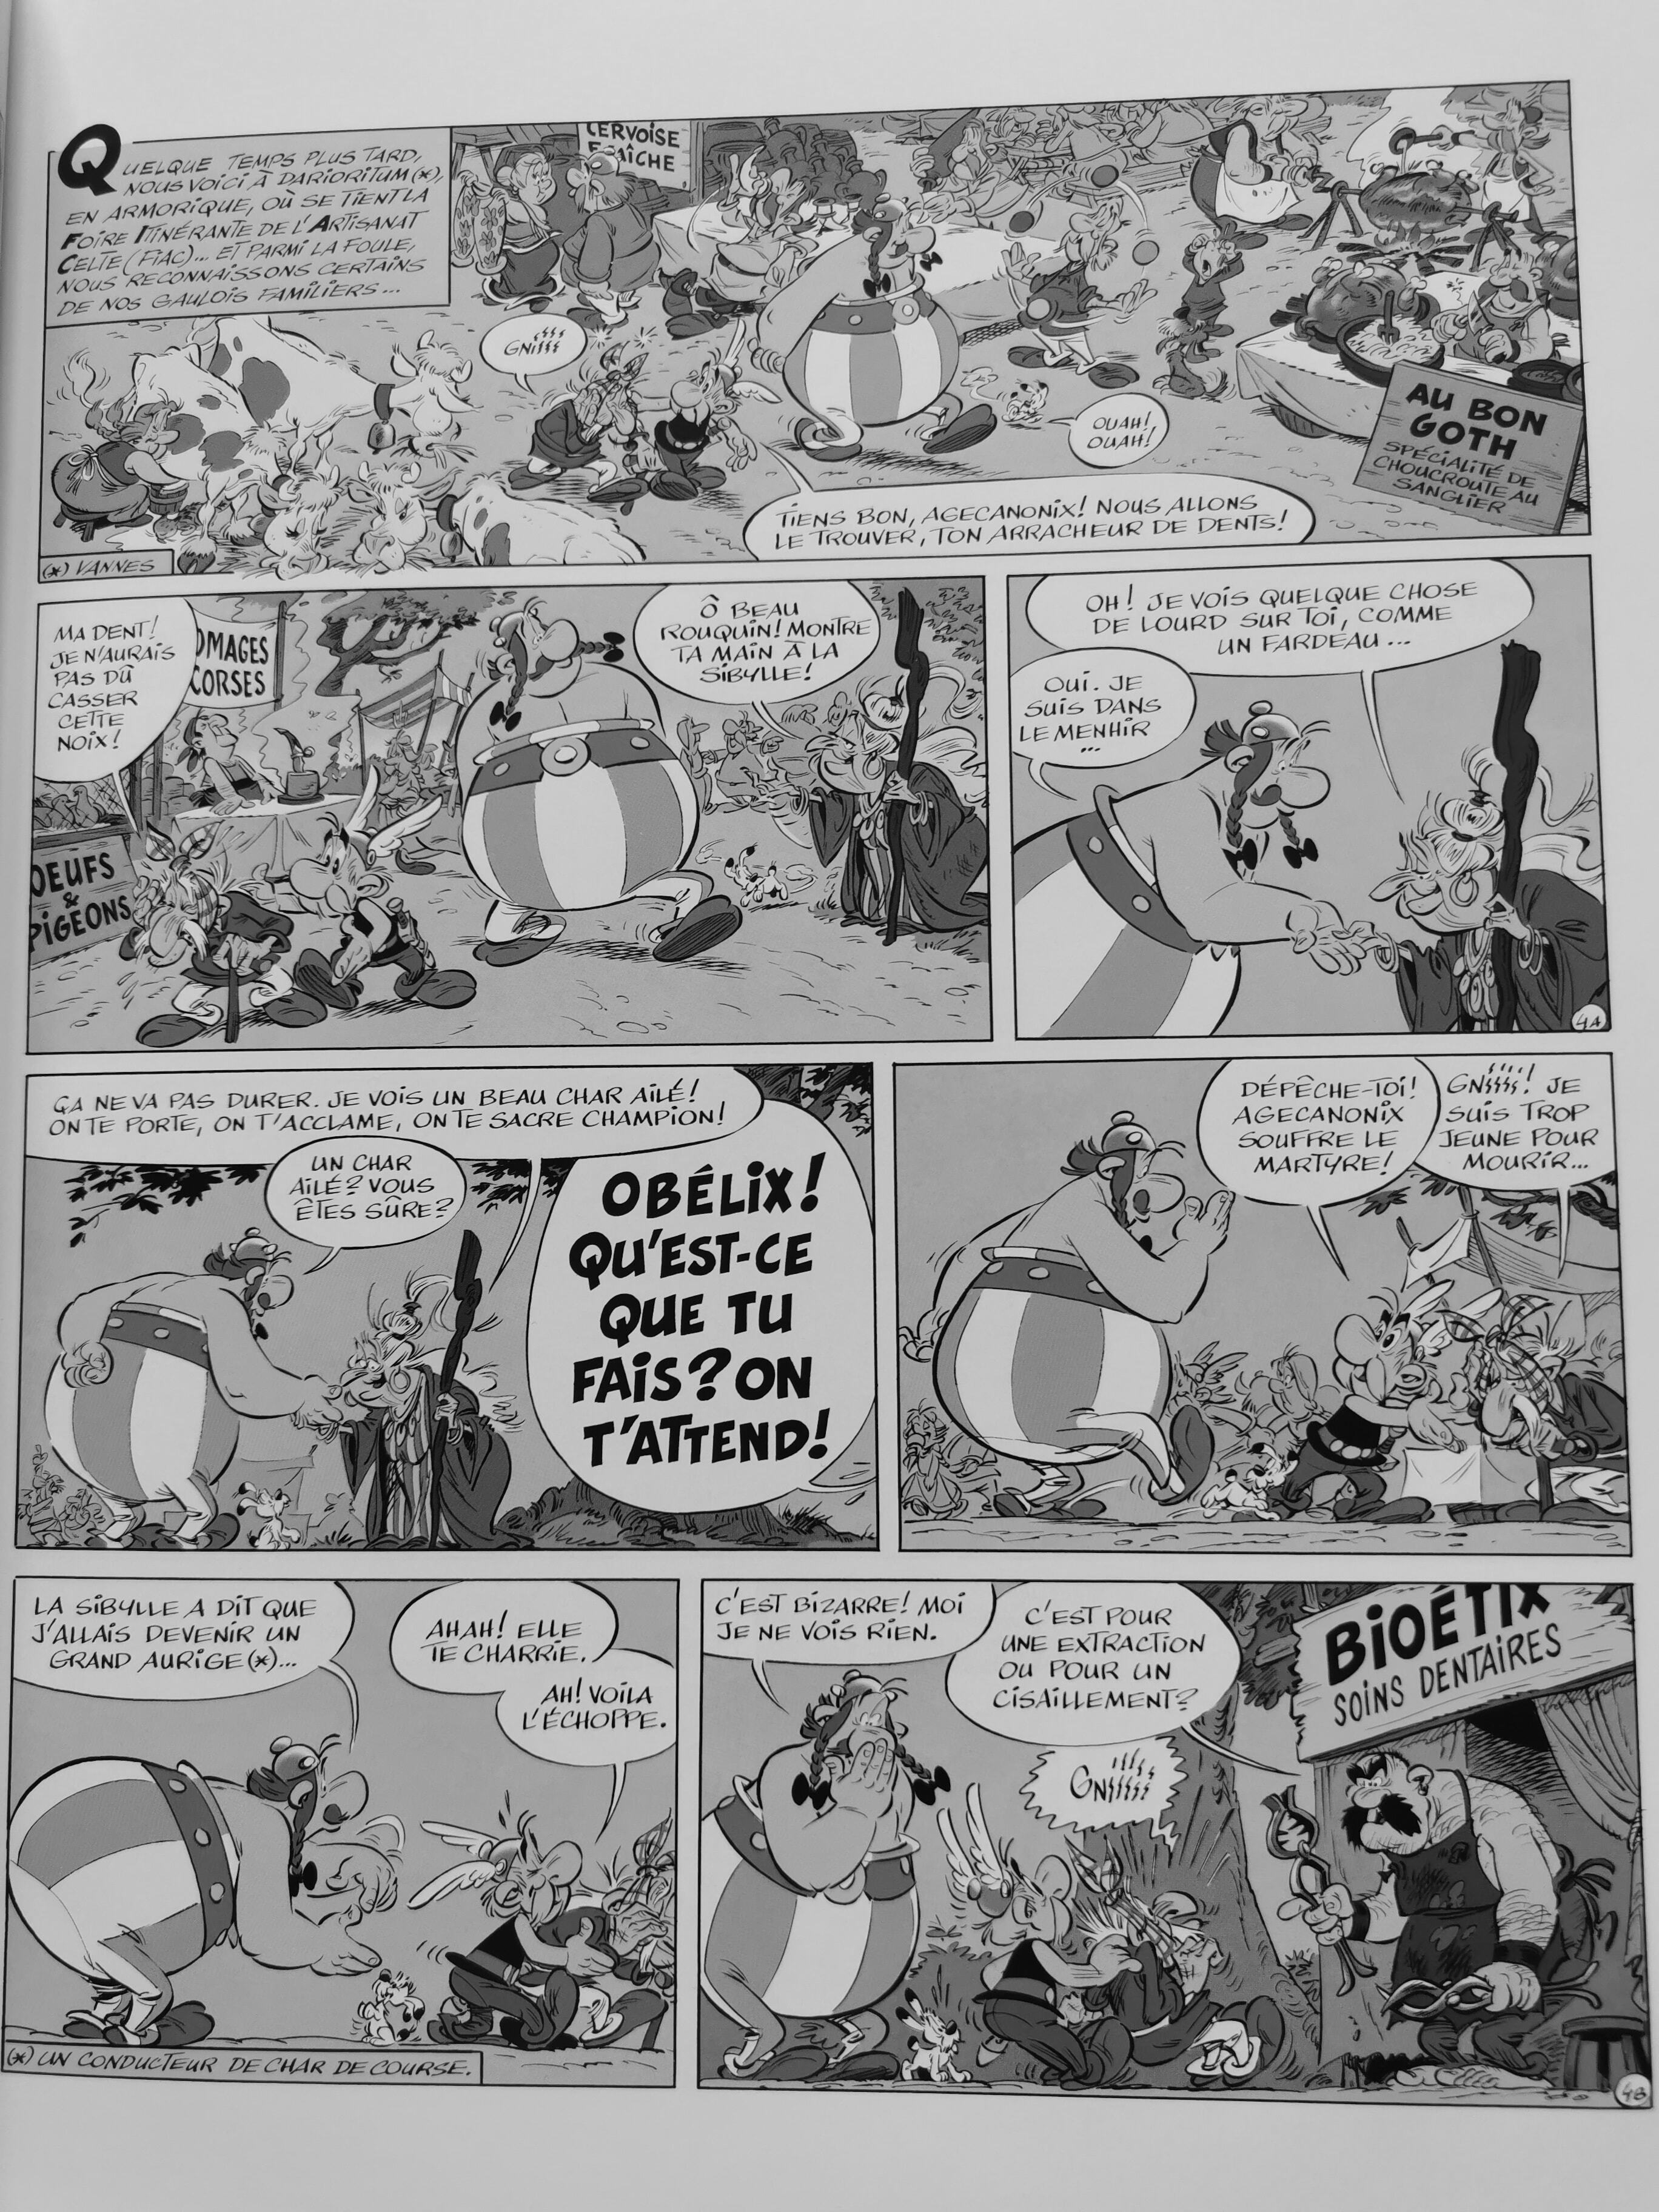 QUELQUE TEMPS PLUS TARD,
NOUS VOICI À DARIORITUM (*),
EN ARMORIQUE, OÙ SE TIENT LA
FOIRE ITINÉRANTE DE L'ARTISANAT
CELTE (FIAC)... ET PARMI LA FOULE,
NOUS RECONNAISSONS CERTAINS
DE NOS GAULOIS FAMILIERS...
CERVOISE
FRAÎCHE
GNIIII
OUAH!
OUAH!
AU BON
GOTH
SPÉCIALITÉ DE
CHOUCROUTE AU
SANGLIER
TIENS BON, AGECANONIX! NOUS ALLONS
LE TROUVER, TON ARRACHEUR DE DENTS!
(*) VANNES
MA DENT!
JE N'AURAIS
PAS DÛ
CASSER
CETTE
NOIX!
OMAGES
CORSES
OEUFS
&
PIGEONS
Ô BEAU
ROUQUIN! MONTRE
TA MAIN À LA
SIBYLLE!
OH! JE VOIS QUELQUE CHOSE
DE LOURD SUR TOI, COMME
UN FARDEAU...
OUI. JE
SUIS DANS
LE MENHIR
...
4A
ÇA NE VA PAS DURER. JE VOIS UN BEAU CHAR AILÉ!
ON TE PORTE, ON T'ACCLAME, ON TE SACRE CHAMPION!
UN CHAR
AILÉ? VOUS
ÊTES SÛRE?
OBÉLIX!
QU'EST-CE
QUE TU
FAIS? ON
T'ATTEND!
DÉPÊCHE-TOI!
AGECANONIX
SOUFFRE LE
MARTYRE!
GNIIII! JE
SUIS TROP
JEUNE POUR
MOURIR...
LA SIBYLLE A DIT QUE
J'ALLAIS DEVENIR UN
GRAND AURIGE (*)...
AHAH! ELLE
TE CHARRIE.
AH! VOILA
L'ÉCHOPPE.
(*) UN CONDUCTEUR DE CHAR DE COURSE.
C'EST BIZARRE! MOI
JE NE VOIS RIEN.
C'EST POUR
UNE EXTRACTION
OU POUR UN
CISAILLEMENT?
GNIIIII
BIOÉTIX
SOINS DENTAIRES
4B